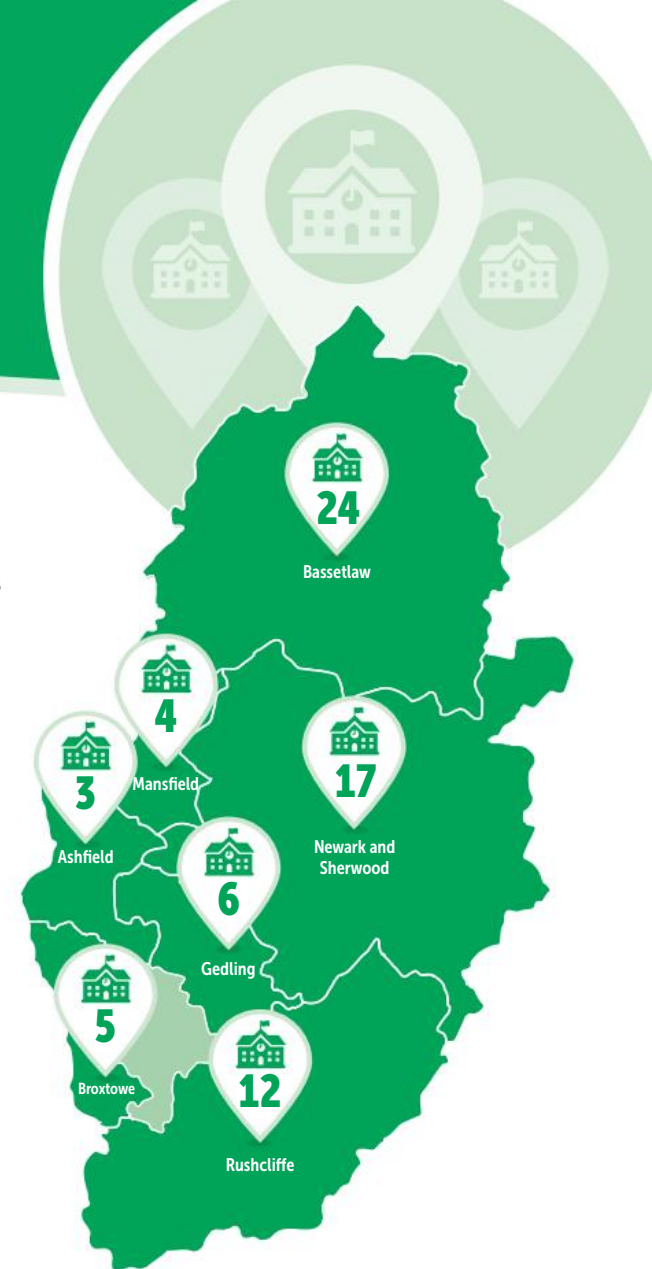 24
Bassetlaw
4
Mansfield
3
Ashfield
17
Newark and
Sherwood
6
Gedling
5
Broxtowe
12
Rushcliffe